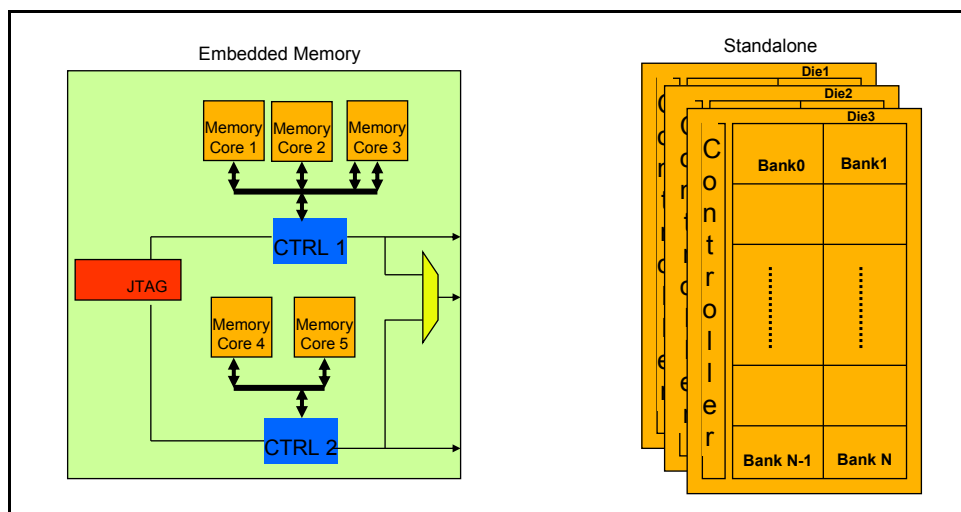 Embedded Memory
Memory Core 1
Memory Core 2
Memory Core 3
CTRL 1
JTAG
Memory Core 4
Memory Core 5
CTRL 2
Standalone
Die1
Die2
Die3
Controller
Bank0
Bank1
Bank N-1
Bank N